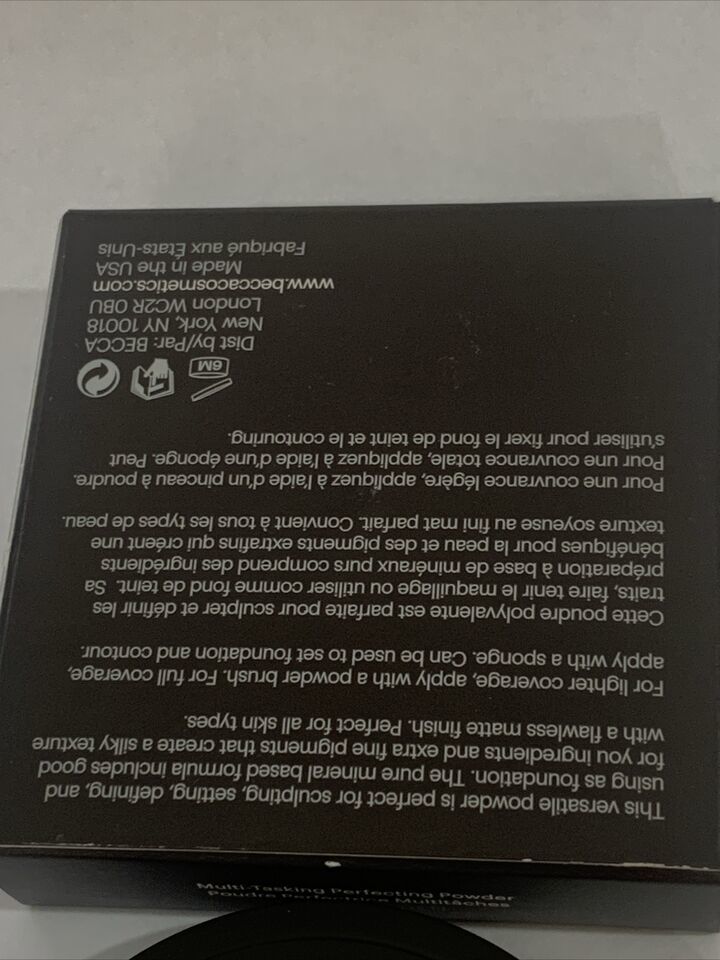 This versatile powder is perfect for sculpting, setting, defining, and
using as foundation. The pure mineral based formula includes good
for you ingredients and extra fine pigments that create a silky texture
with a flawless matte finish. Perfect for all skin types.
For lighter coverage, apply with a powder brush. For full coverage,
apply with a sponge. Can be used to set foundation and contour.
Cette poudre polyvalente est parfaite pour sculpter et définir les
traits, faire tenir le maquillage ou utiliser comme fond de teint. Sa
préparation à base de minéraux purs comprend des ingrédients
bénéfiques pour la peau et des pigments extrafins qui créent une
texture soyeuse au fini mat parfait. Convient à tous les types de peau.
Pour une couvrance légère, appliquez à l'aide d'un pinceau à poudre.
Pour une couvrance totale, appliquez à l'aide d'une éponge. Peut
s'utiliser pour fixer le fond de teint et le contouring.
6M
Dist by/Par: BECCA
New York, NY 10018
London WC2R 0BU
www.beccacosmetics.com
Made in the USA
Fabriqué aux États-Unis
Multi-Tasking Perfecting Powder
Poudre Perfectrice Multitâches